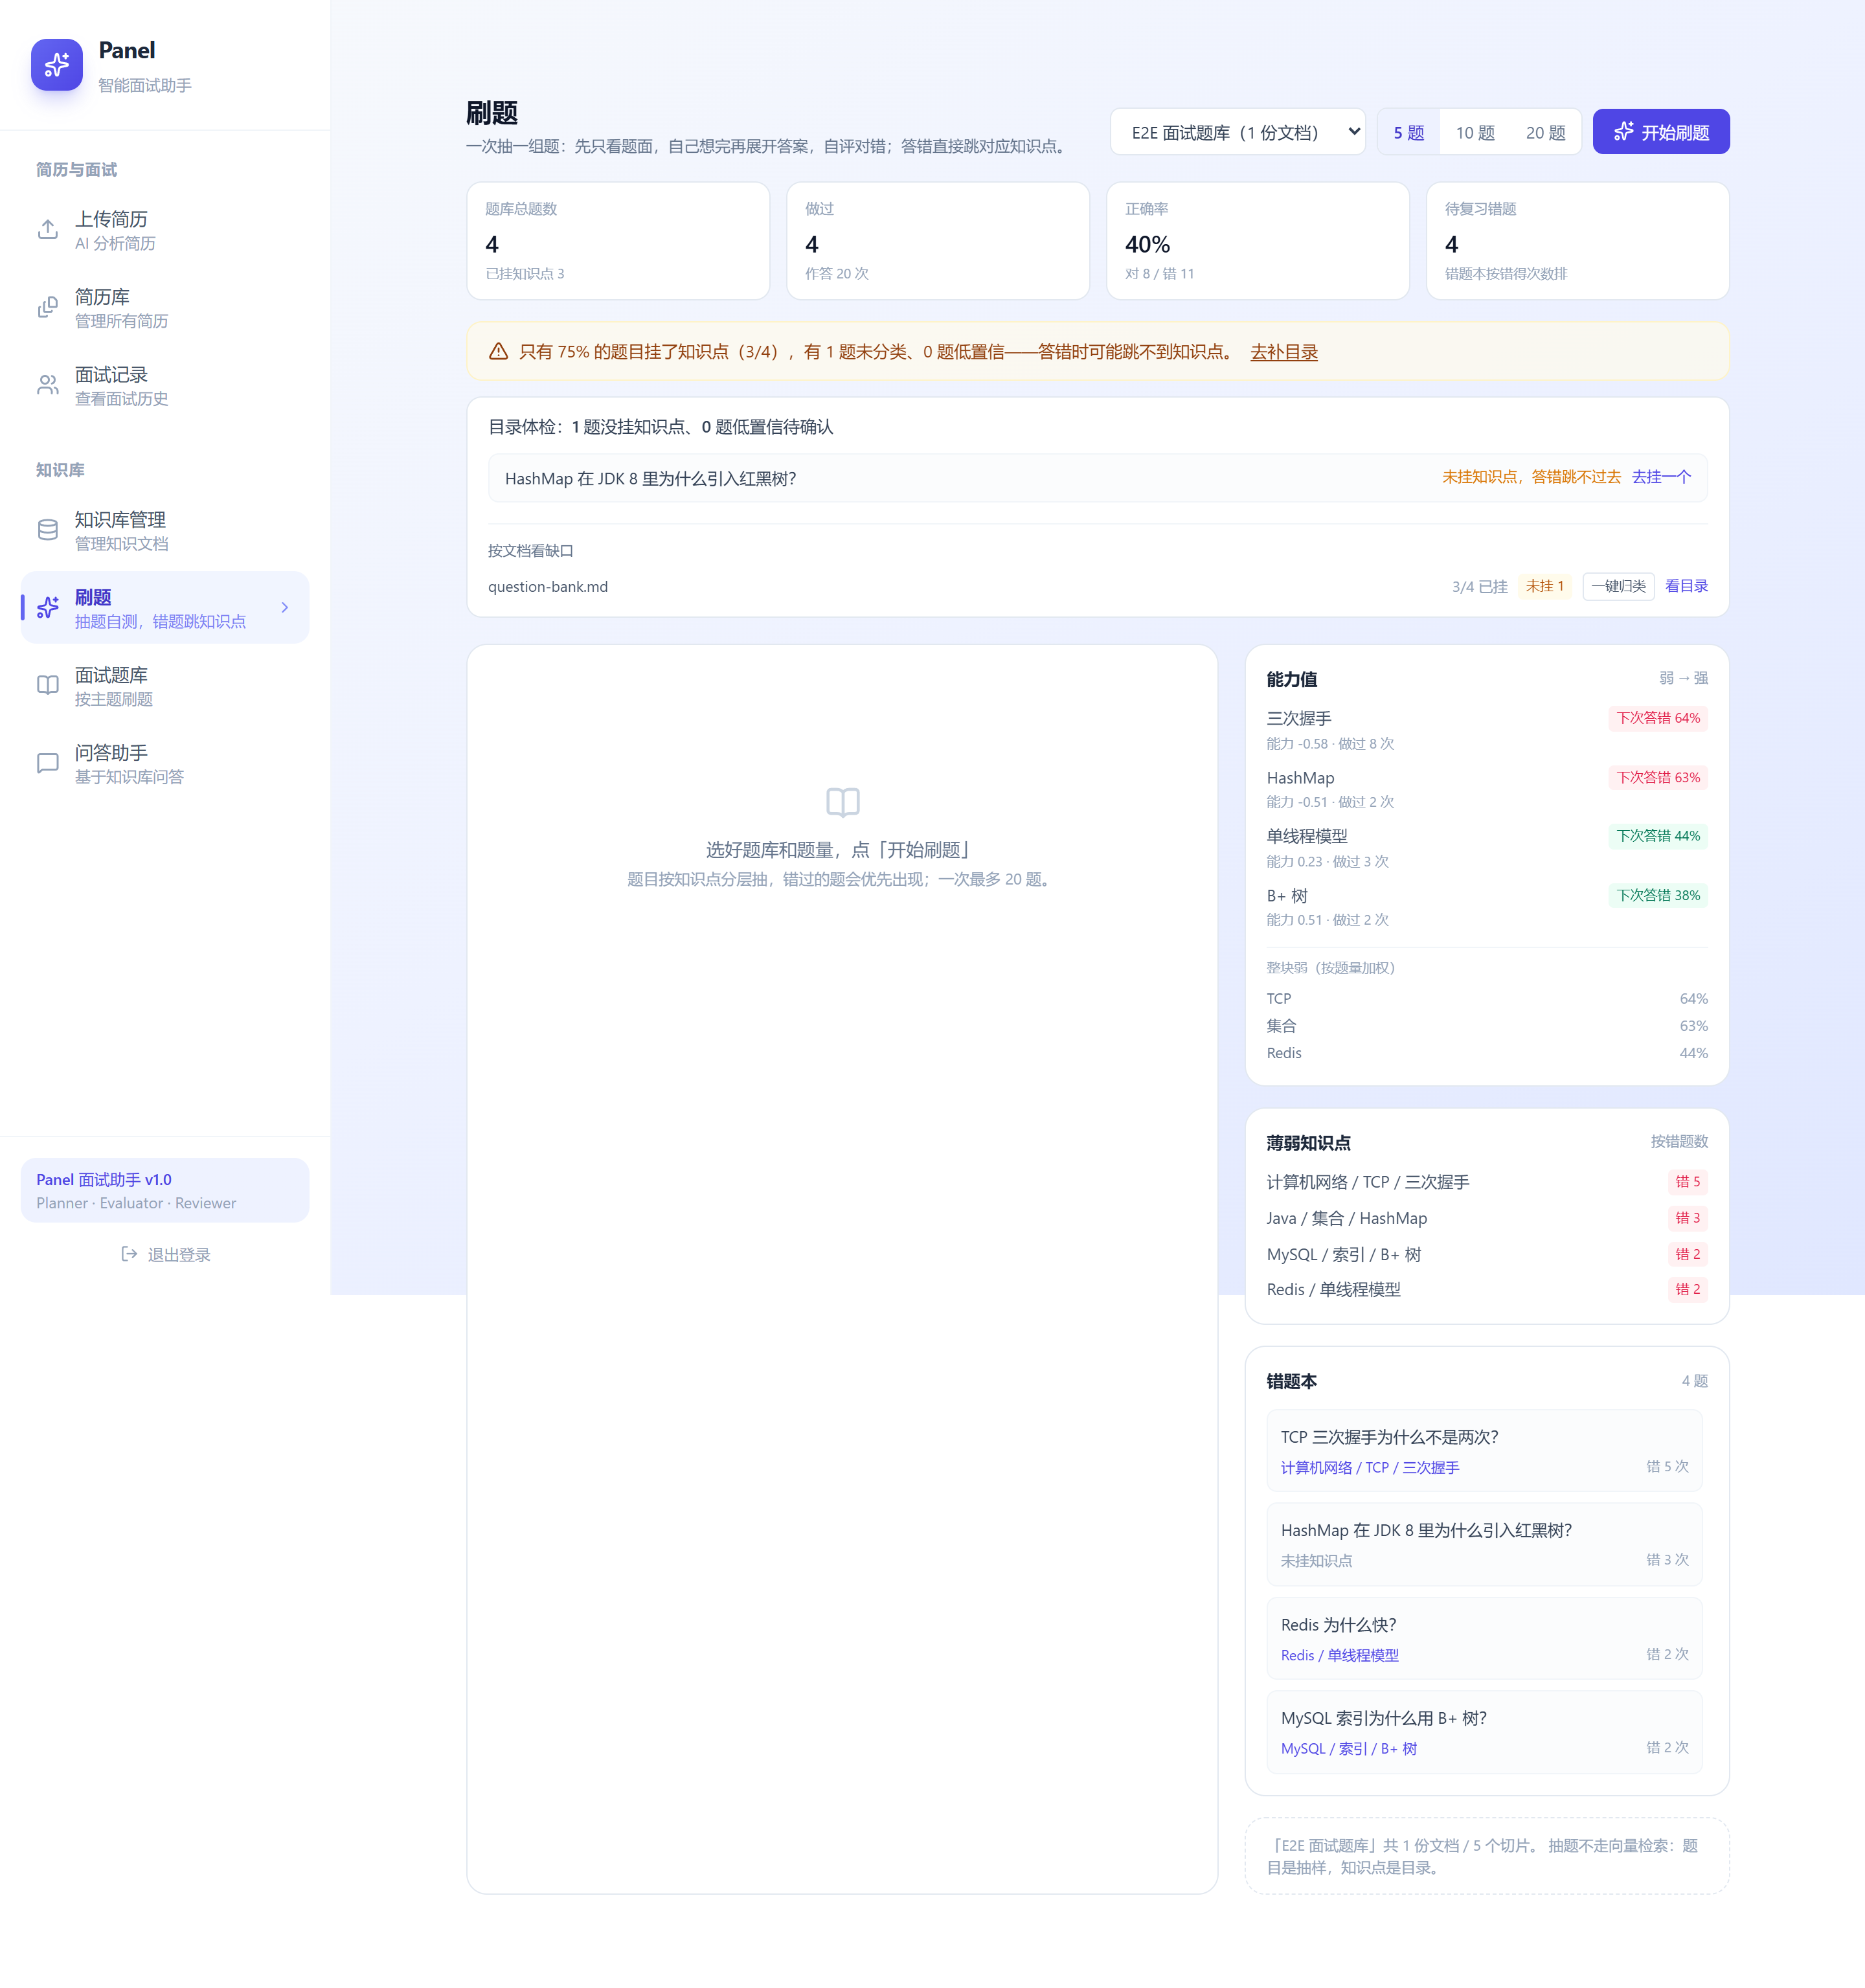 Panel
智能面试助手
简历与面试
上传简历
AI 分析简历
简历库
管理所有简历
面试记录
查看面试历史
知识库
知识库管理
管理知识文档
刷题
抽题自测，错题跳知识点
面试题库
按主题刷题
问答助手
基于知识库问答
Panel 面试助手 v1.0
Planner · Evaluator · Reviewer
退出登录
刷题
一次抽一组题：先只看题面，自己想完再展开答案，自评对错；答错直接跳对应知识点。
E2E 面试题库（1 份文档）
5 题 10 题 20 题
开始刷题
题库总题数
4
已挂知识点 3
做过
4
作答 20 次
正确率
40%
对 8 / 错 11
待复习错题
4
错题本按错得次数排
只有 75% 的题目挂了知识点（3/4），有 1 题未分类、0 题低置信——答错时可能跳不到知识点。 去补目录
目录体检：1 题没挂知识点、0 题低置信待确认
HashMap 在 JDK 8 里为什么引入红黑树？ 未挂知识点，答错跳不过去 去挂一个
按文档看缺口
question-bank.md 3/4 已挂 未挂 1 一键归类 看目录
选好题库和题量，点「开始刷题」
题目按知识点分层抽，错过的题会优先出现；一次最多 20 题。
能力值 弱 → 强
三次握手 下次答错 64%
能力 -0.58 · 做过 8 次
HashMap 下次答错 63%
能力 -0.51 · 做过 2 次
单线程模型 下次答错 44%
能力 0.23 · 做过 3 次
B+ 树 下次答错 38%
能力 0.51 · 做过 2 次
整块弱（按题量加权）
TCP 64%
集合 63%
Redis 44%
薄弱知识点 按错题数
计算机网络 / TCP / 三次握手 错 5
Java / 集合 / HashMap 错 3
MySQL / 索引 / B+ 树 错 2
Redis / 单线程模型 错 2
错题本 4 题
TCP 三次握手为什么不是两次？
计算机网络 / TCP / 三次握手 错 5 次
HashMap 在 JDK 8 里为什么引入红黑树？
未挂知识点 错 3 次
Redis 为什么快？
Redis / 单线程模型 错 2 次
MySQL 索引为什么用 B+ 树？
MySQL / 索引 / B+ 树 错 2 次
「E2E 面试题库」共 1 份文档 / 5 个切片。 抽题不走向量检索：题
目是抽样，知识点是目录。